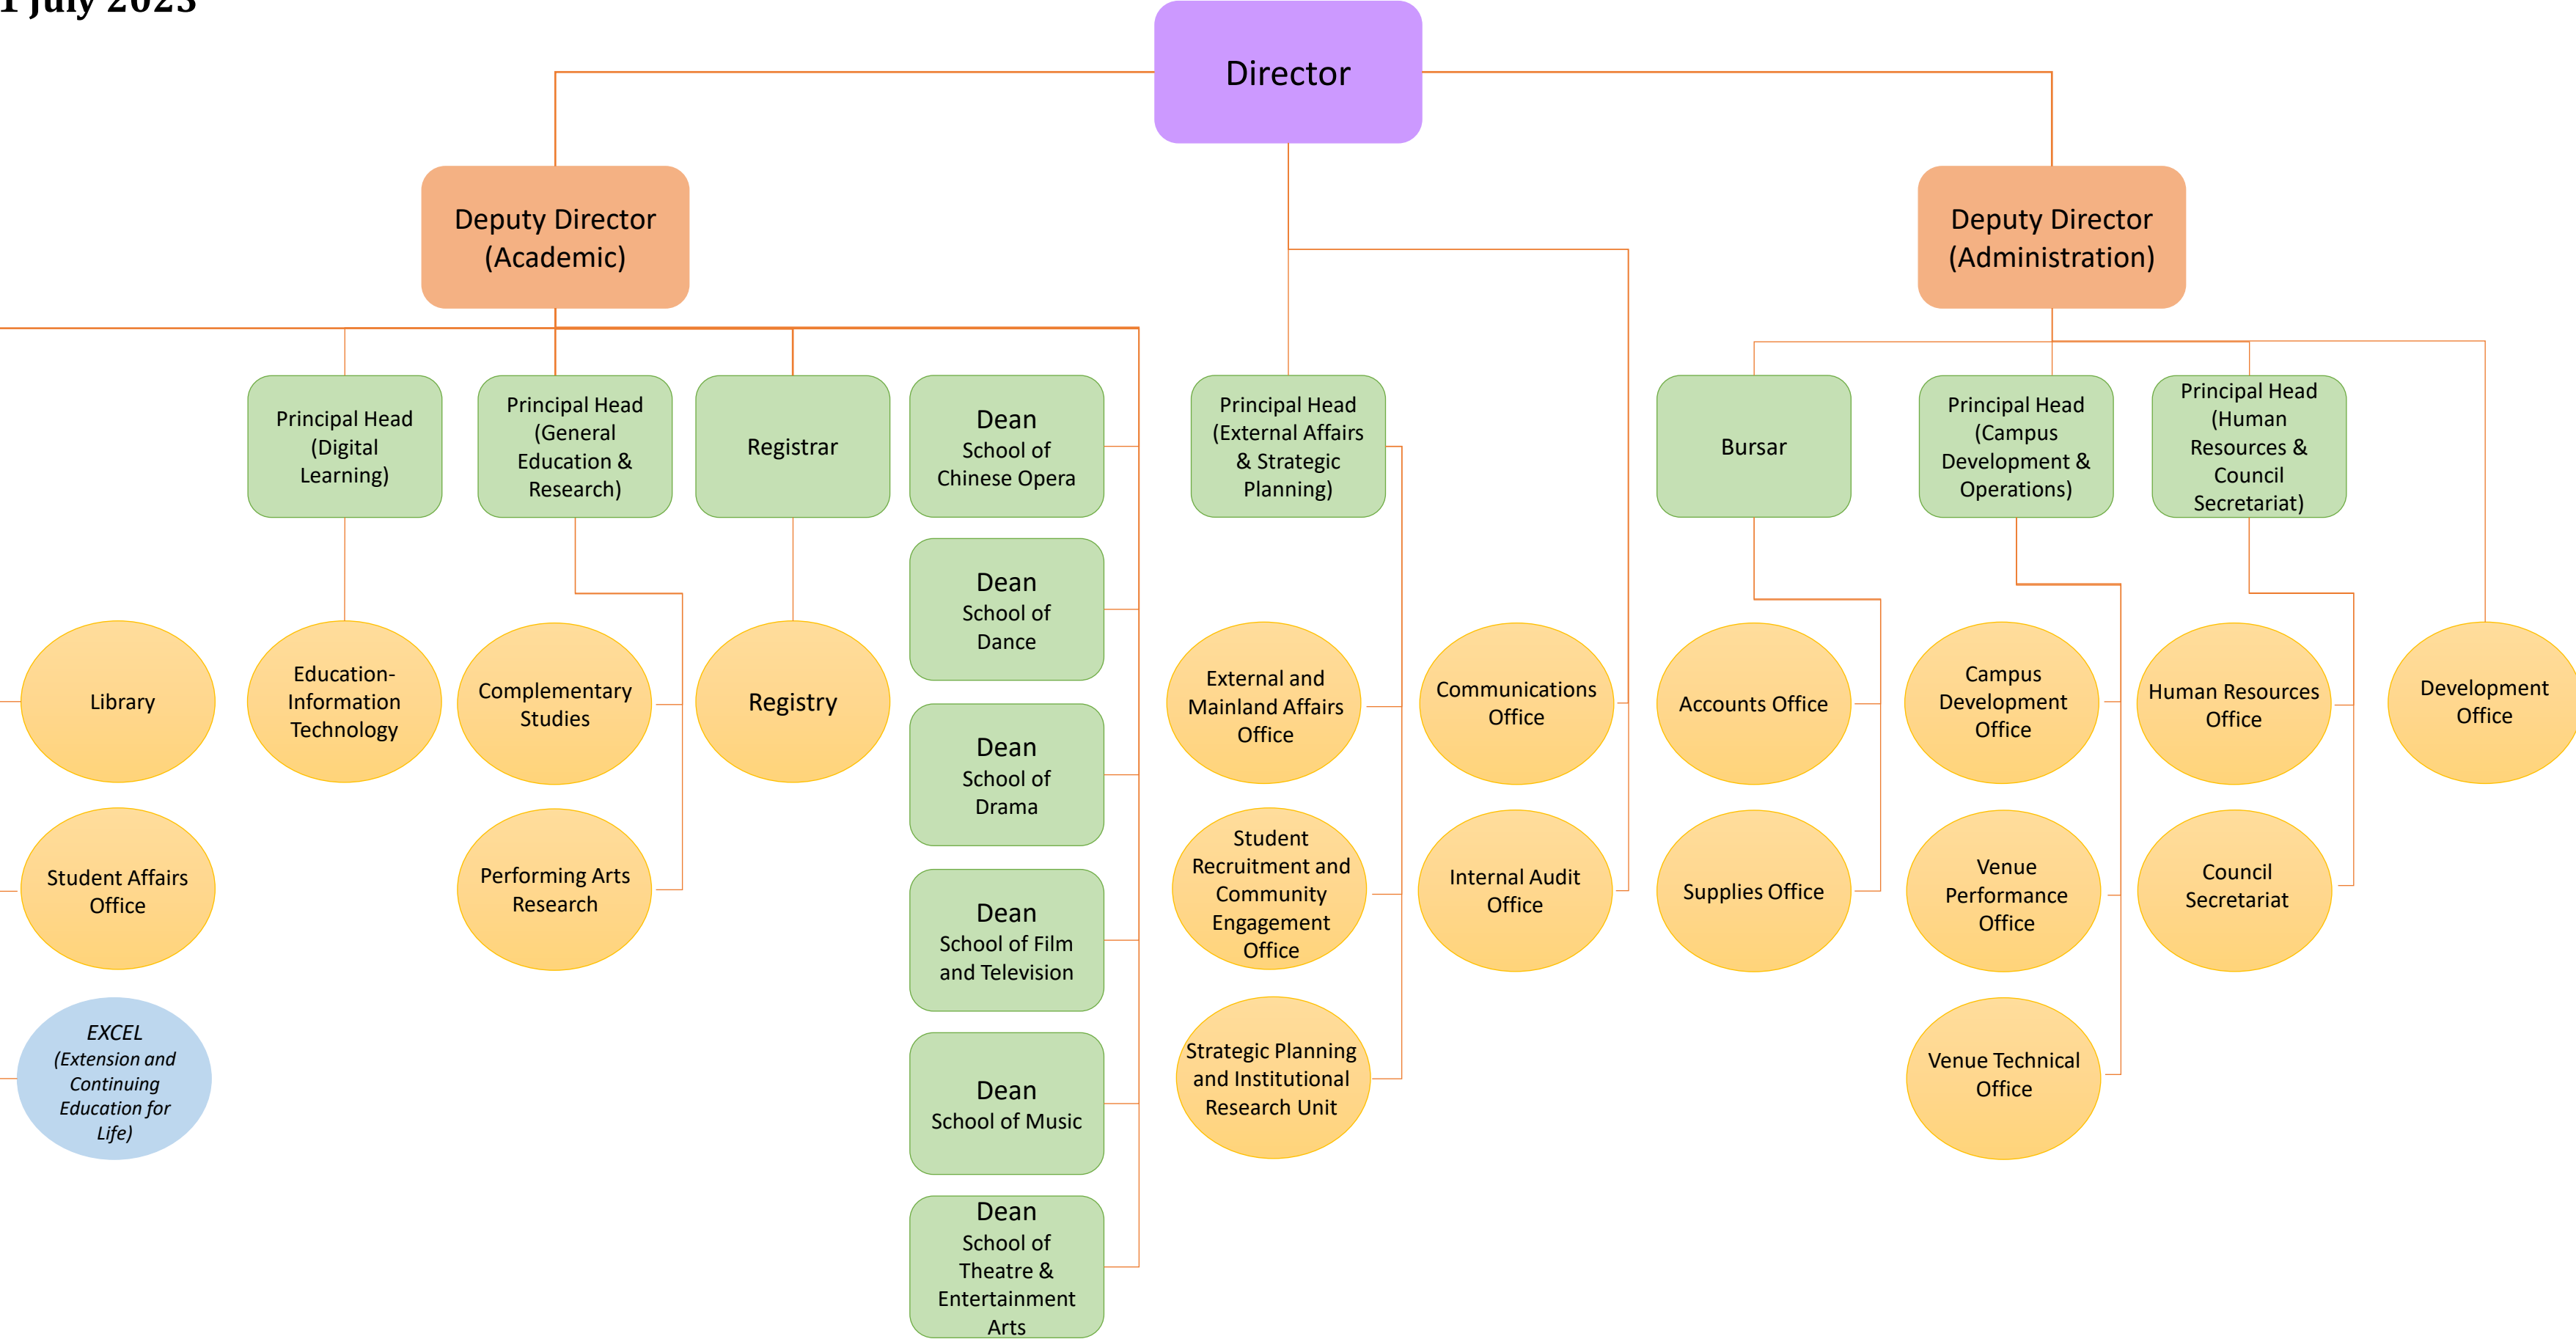 1 July 2023
Director
Deputy Director
(Academic)
Deputy Director
(Administration)
Principal Head
(Digital
Learning)
Principal Head
(General
Education &
Research)
Registrar
Dean
School of
Chinese Opera
Principal Head
(External Affairs
& Strategic
Planning)
Bursar
Principal Head
(Campus
Development &
Operations)
Principal Head
(Human
Resources &
Council
Secretariat)
Dean
School of
Dance
Library
Education-
Information
Technology
Complementary
Studies
Registry
Dean
School of
Drama
External and
Mainland Affairs
Office
Communications
Office
Accounts Office
Campus
Development
Office
Human Resources
Office
Development
Office
Student Affairs
Office
Performing Arts
Research
Dean
School of Film
and Television
Student
Recruitment and
Community
Engagement
Office
Internal Audit
Office
Supplies Office
Venue
Performance
Office
Council
Secretariat
EXCEL
(Extension and
Continuing
Education for
Life)
Dean
School of Music
Strategic Planning
and Institutional
Research Unit
Venue Technical
Office
Dean
School of
Theatre &
Entertainment
Arts